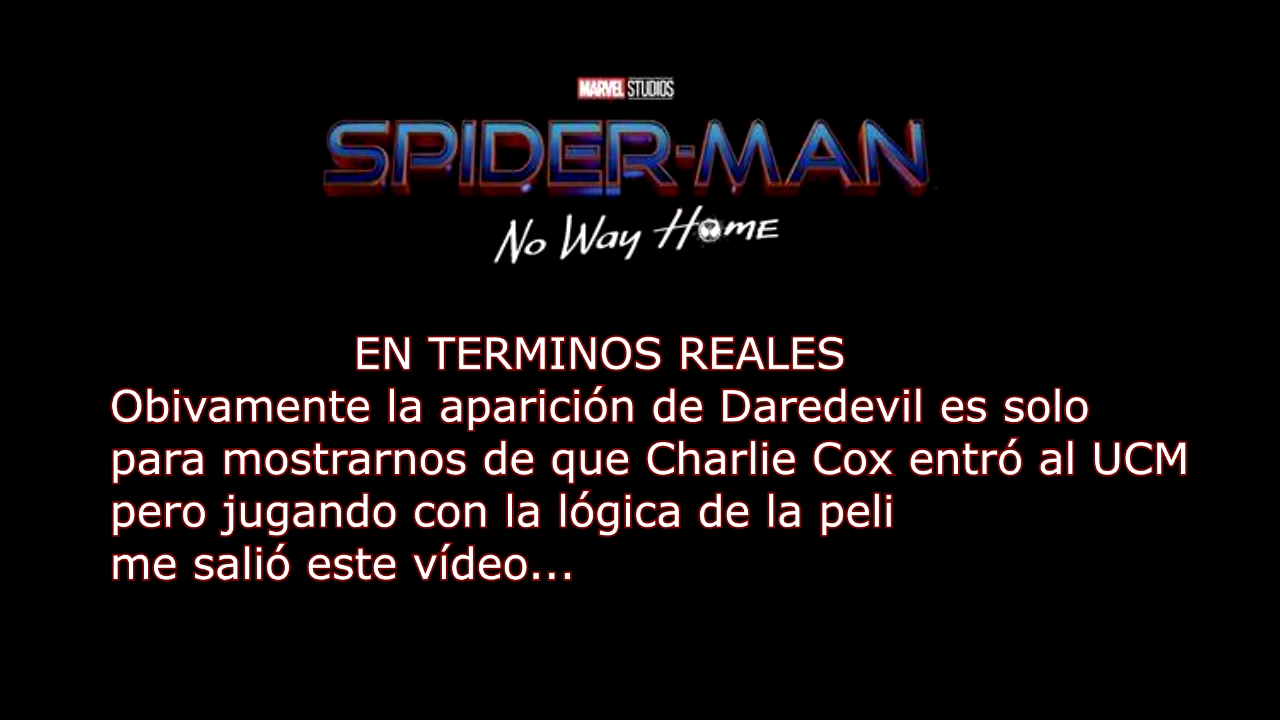 MARVEL STUDIOS
SPIDER-MAN
No Way Home
EN TERMINOS REALES
Obivamente la aparición de Daredevil es solo
para mostrarnos de que Charlie Cox entró al UCM
pero jugando con la lógica de la peli
me salió este vídeo...